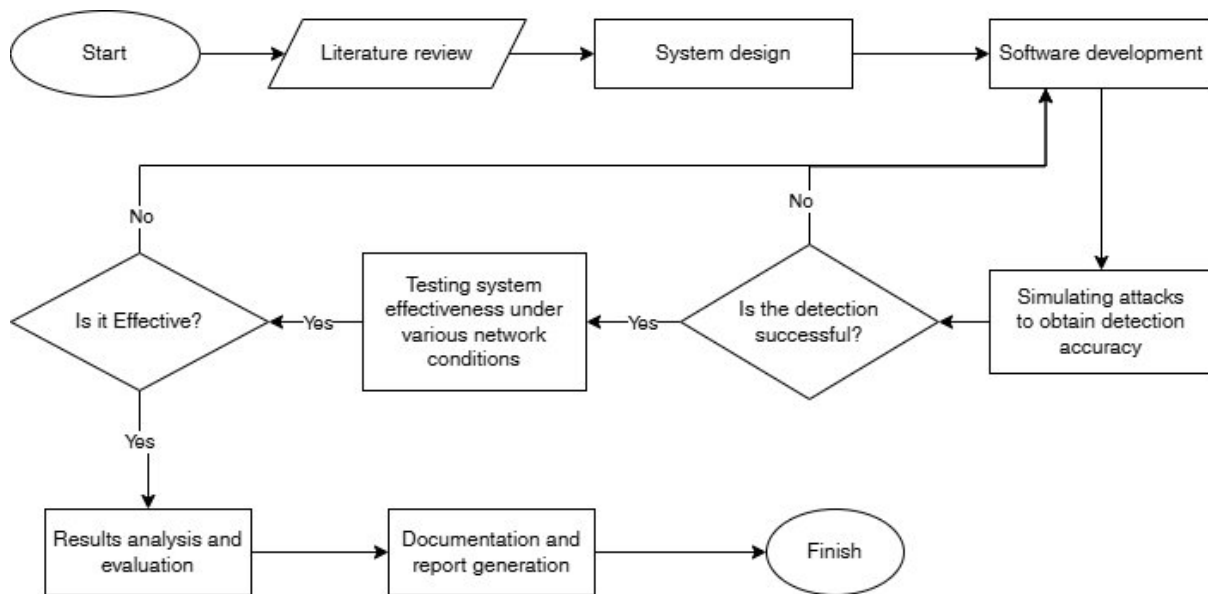 Start
Literature review
System design
Software development
No
No
Is it Effective?
Yes
Testing system
effectiveness under
various network
conditions
Yes
Is the detection
successful?
Simulating attacks
to obtain detection
accuracy
Yes
Results analysis and
evaluation
Documentation and
report generation
Finish